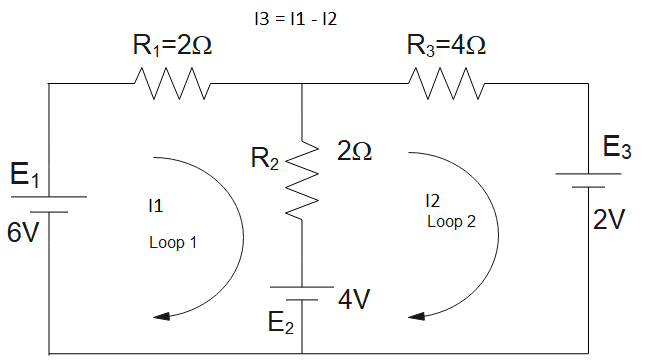 I3 = I1 - I2
R₁=2Ω
R₃=4Ω
R₂
2Ω
E₃
E₁
I1
I2
Loop 2
2V
6V
Loop 1
4V
E₂